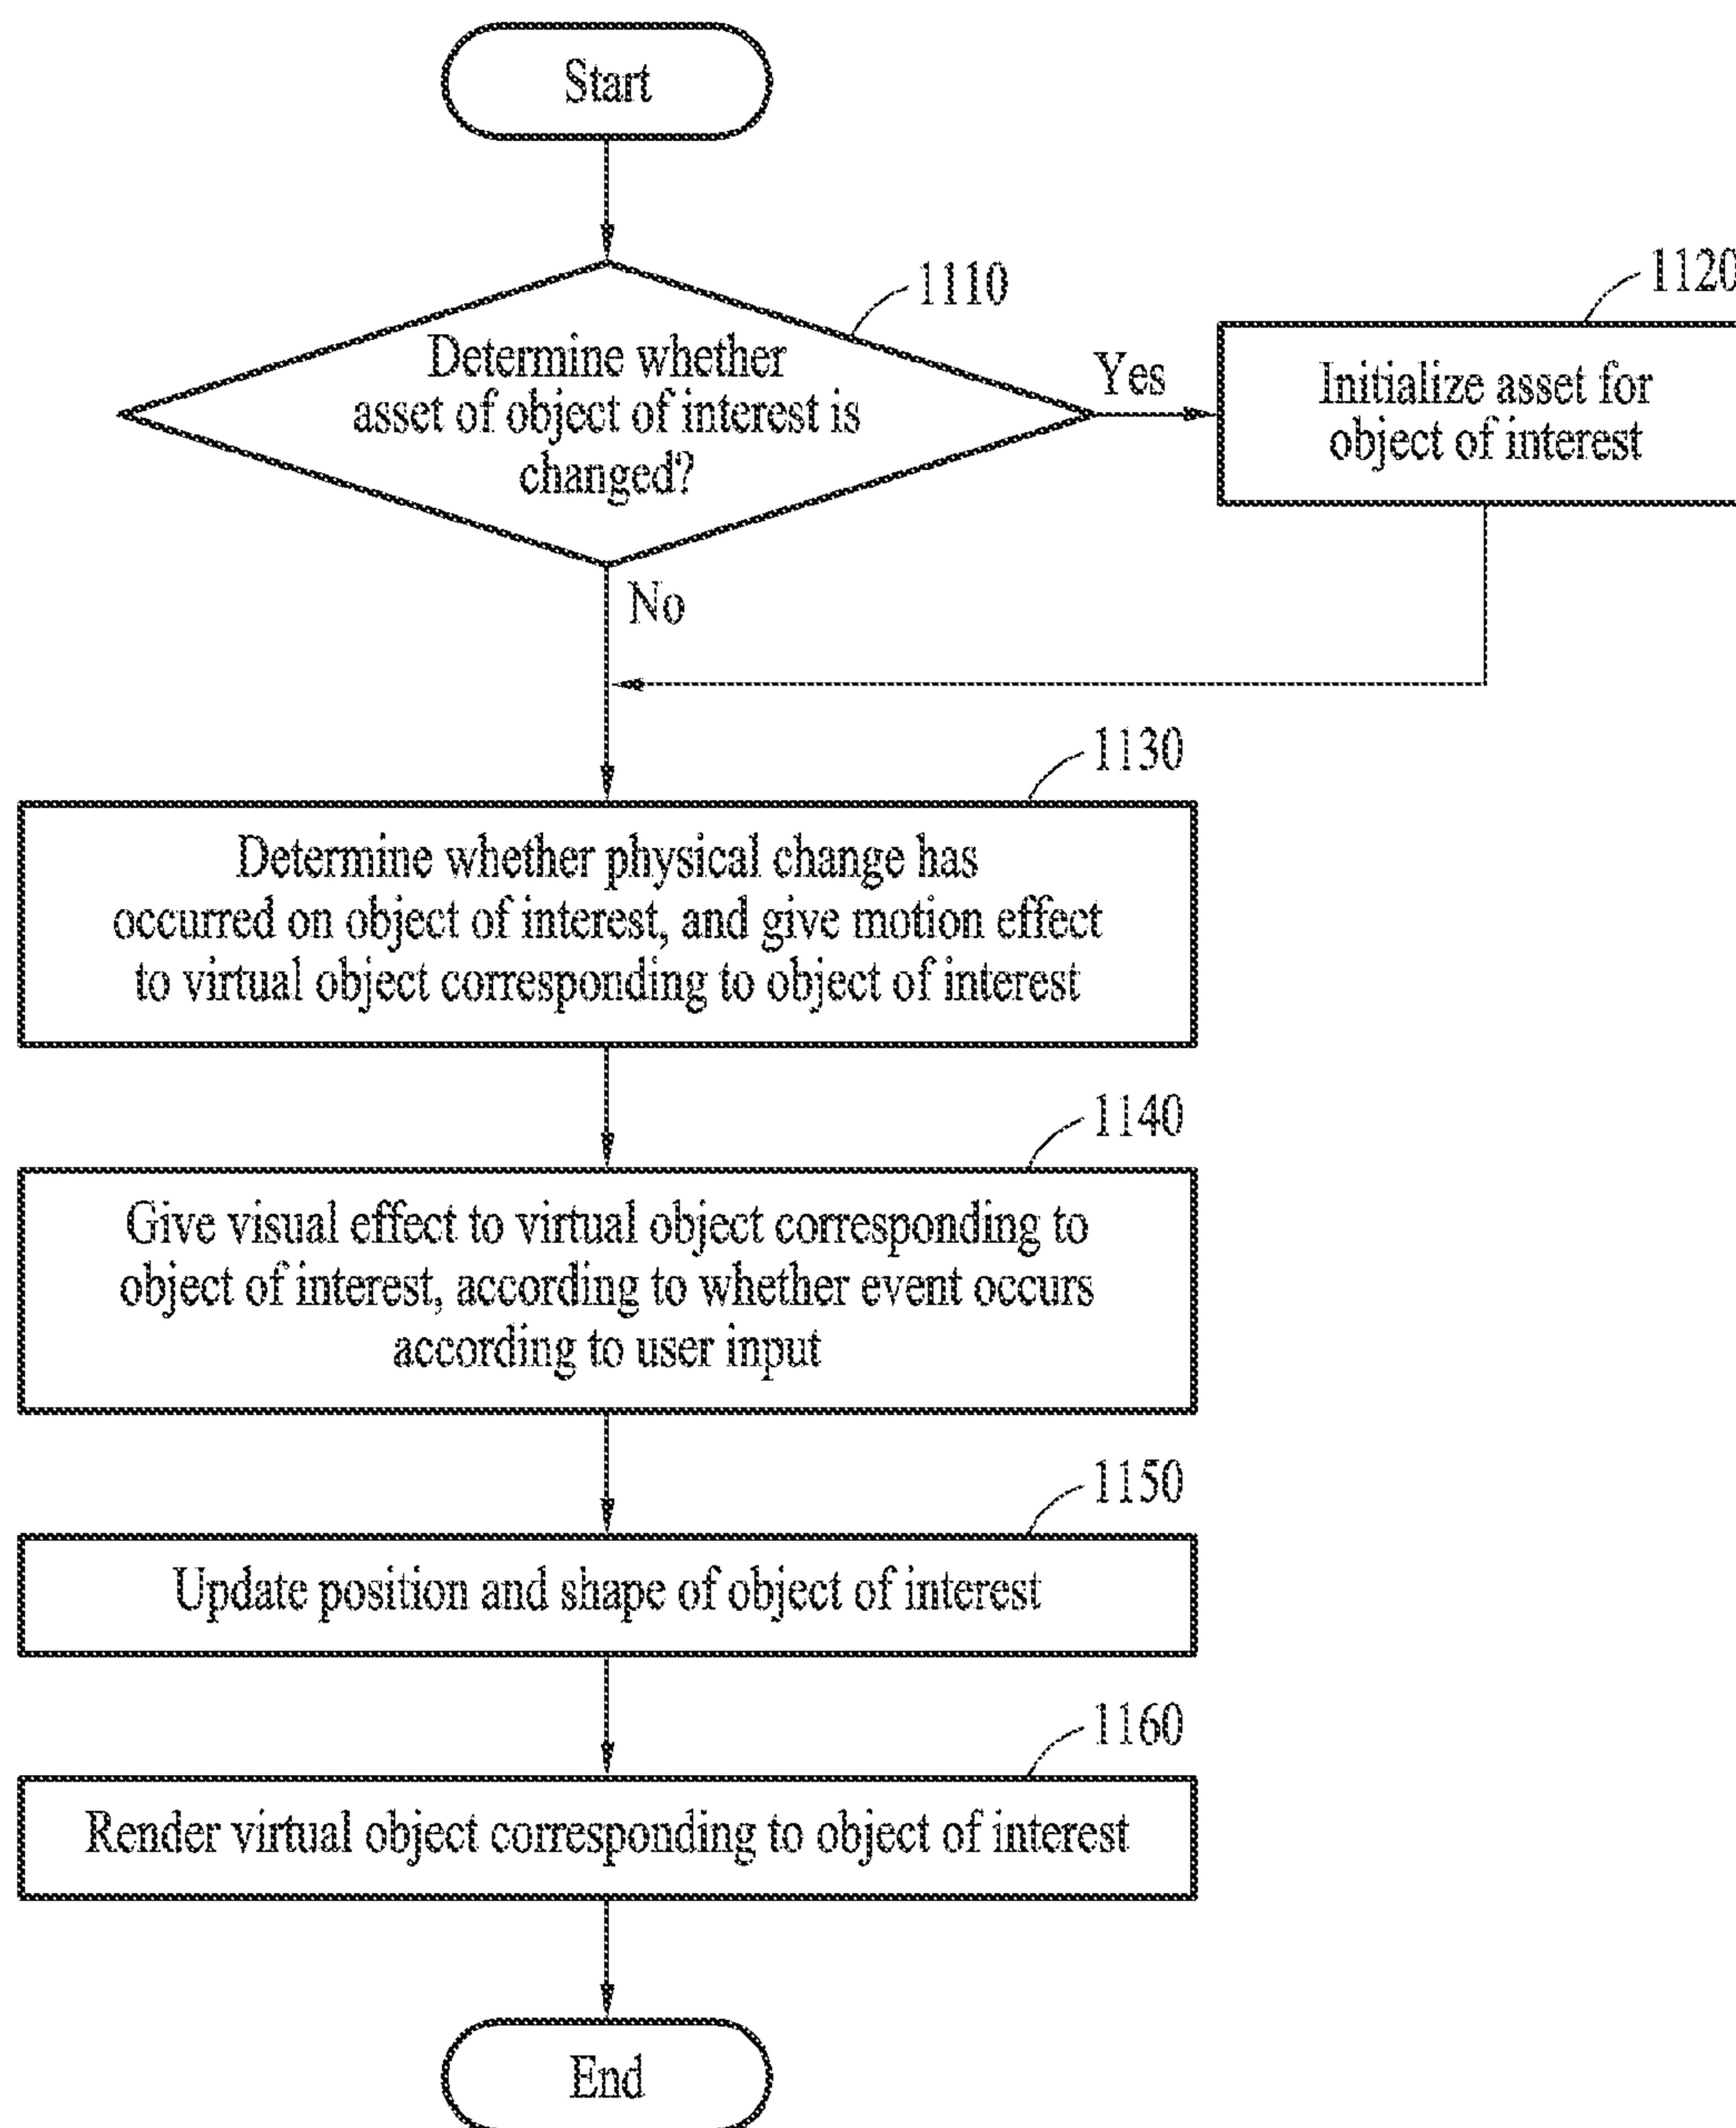 Start
1110
Determine whether
asset of object of interest is
changed?
Yes
1120
Initialize asset for
object of interest
No
1130
Determine whether physical change has
occurred on object of interest, and give motion effect
to virtual object corresponding to object of interest
1140
Give visual effect to virtual object corresponding to
object of interest, according to whether event occurs
according to user input
1150
Update position and shape of object of interest
1160
Render virtual object corresponding to object of interest
End